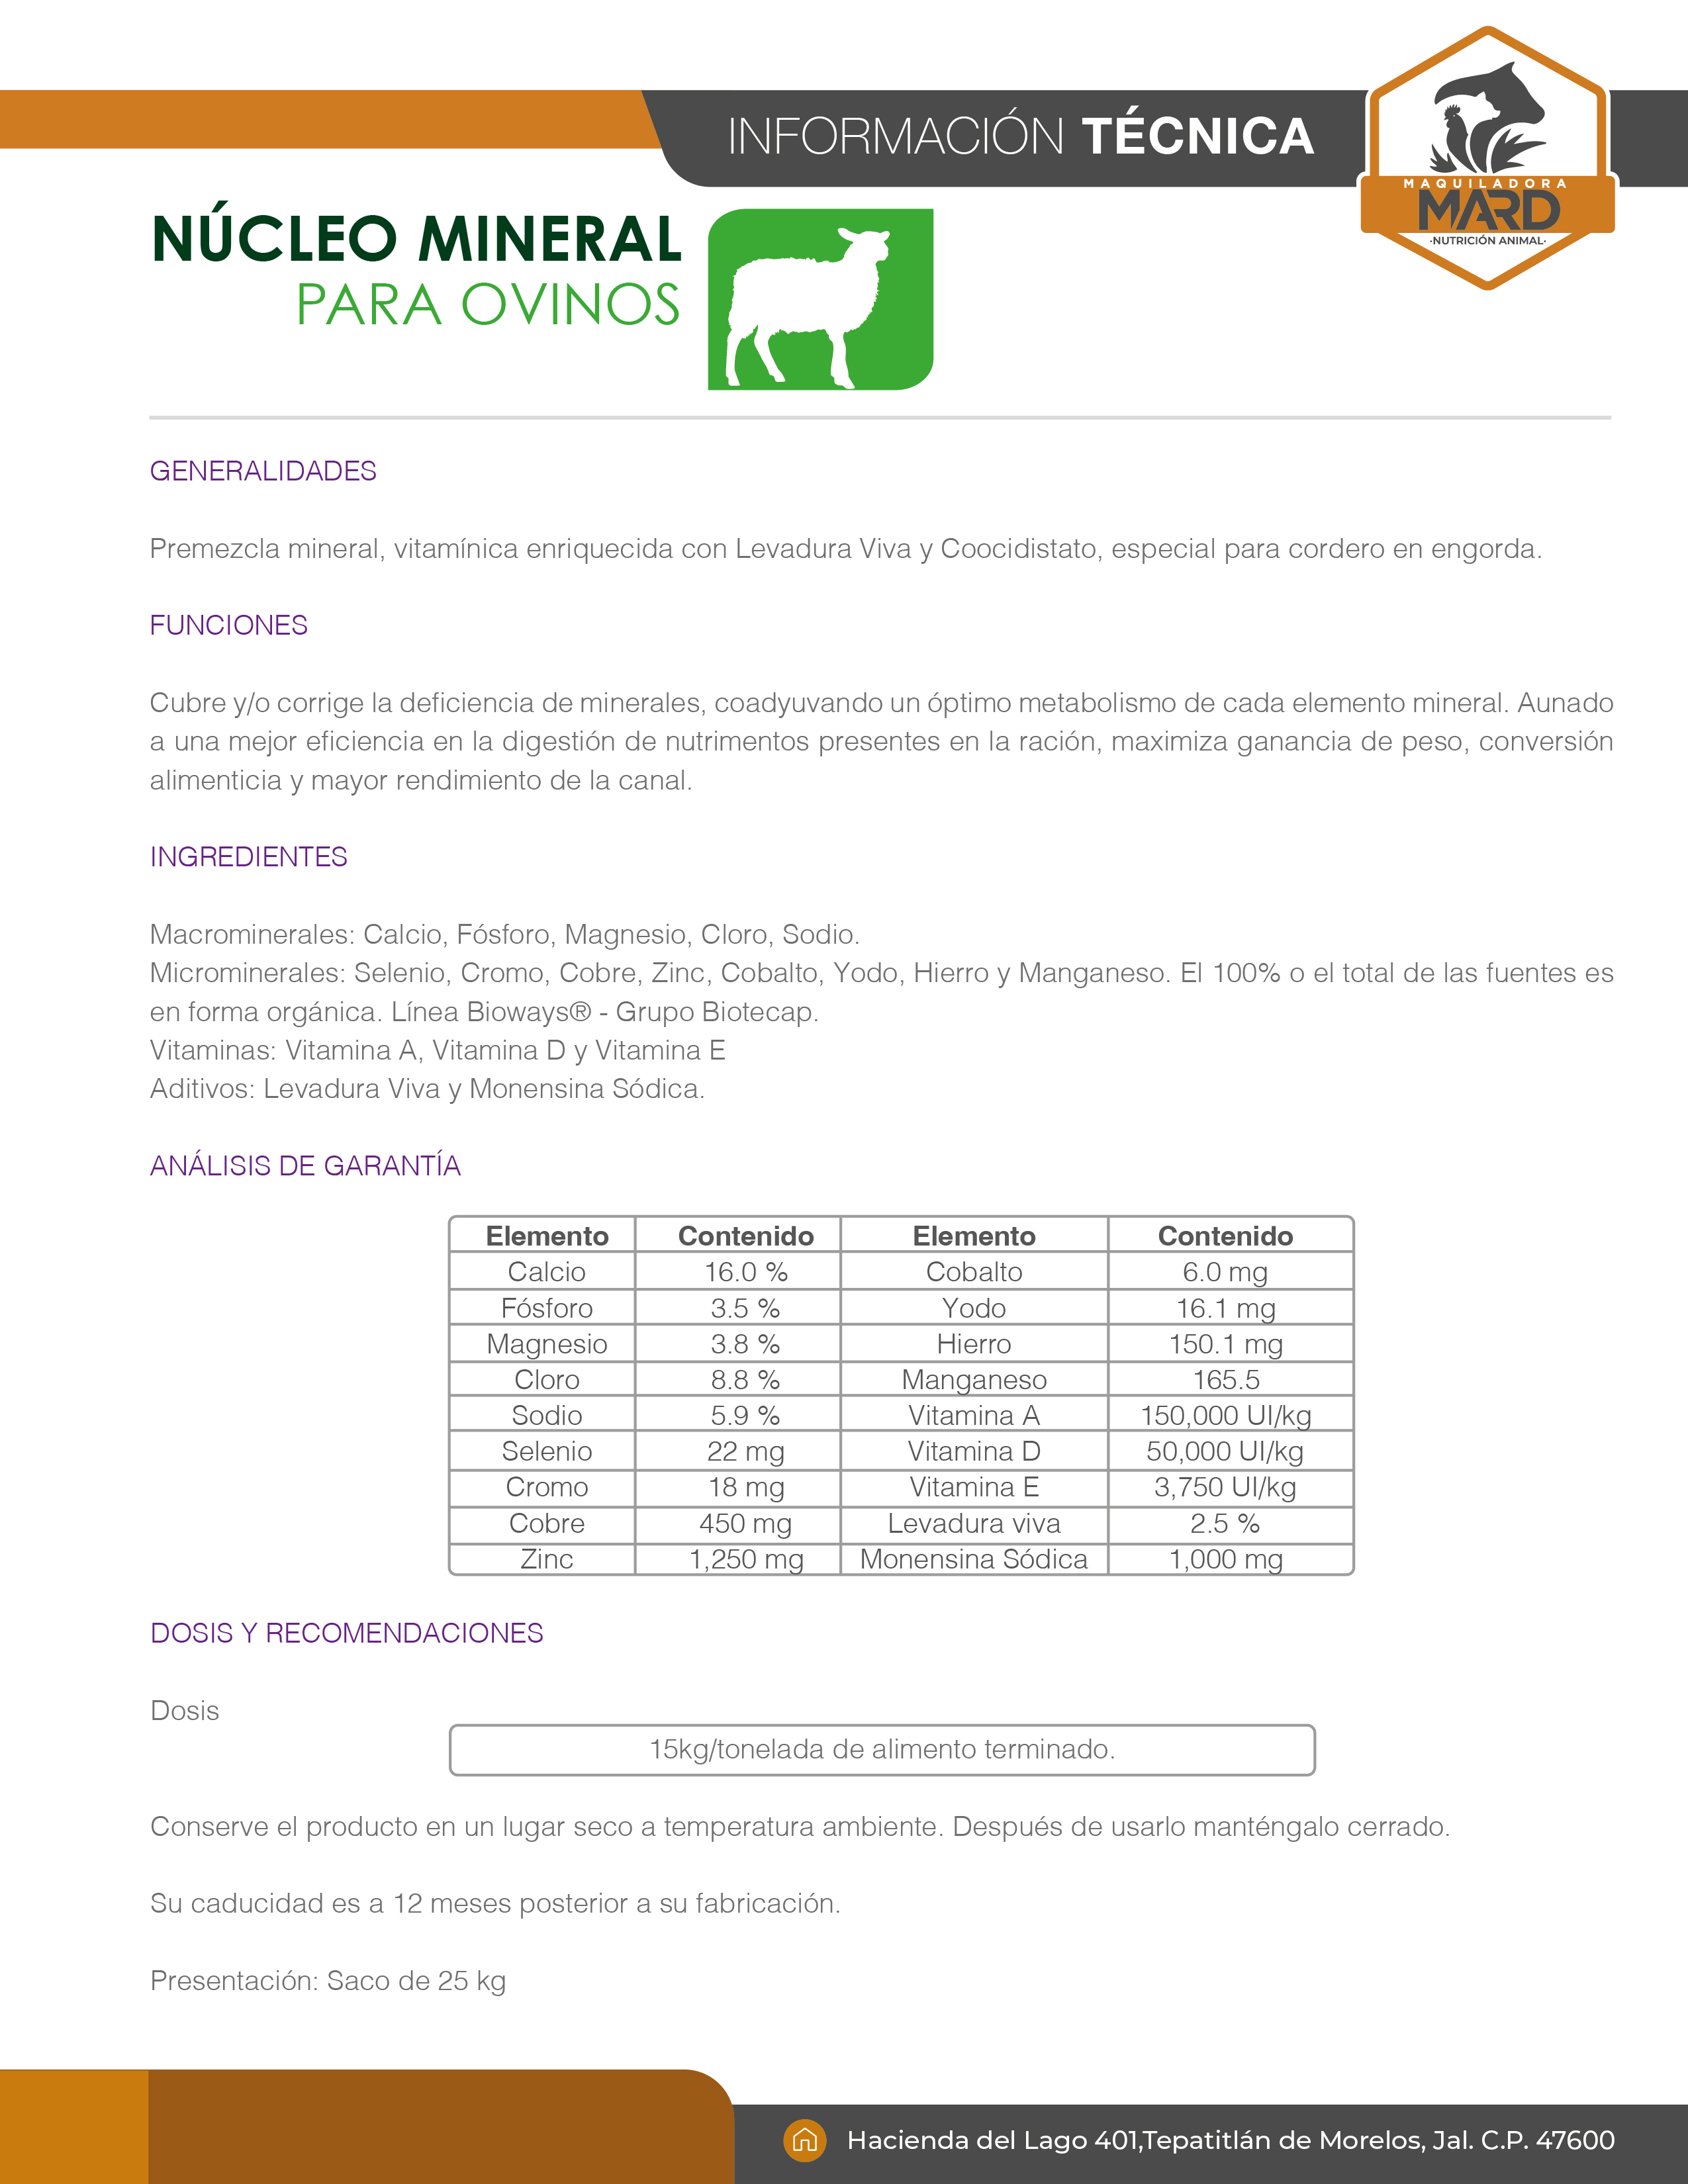 INFORMACIÓN TÉCNICA
MAQUILADORA
MARD
·NUTRICIÓN ANIMAL·
NÚCLEO MINERAL
PARA OVINOS
GENERALIDADES
Premezcla mineral, vitamínica enriquecida con Levadura Viva y Coocidistato, especial para cordero en engorda.
FUNCIONES
Cubre y/o corrige la deficiencia de minerales, coadyuvando un óptimo metabolismo de cada elemento mineral. Aunado
a una mejor eficiencia en la digestión de nutrimentos presentes en la ración, maximiza ganancia de peso, conversión
alimenticia y mayor rendimiento de la canal.
INGREDIENTES
Macrominerales: Calcio, Fósforo, Magnesio, Cloro, Sodio.
Microminerales: Selenio, Cromo, Cobre, Zinc, Cobalto, Yodo, Hierro y Manganeso. El 100% o el total de las fuentes es
en forma orgánica. Línea Bioways® - Grupo Biotecap.
Vitaminas: Vitamina A, Vitamina D y Vitamina E
Aditivos: Levadura Viva y Monensina Sódica.
ANÁLISIS DE GARANTÍA
Elemento Contenido Elemento Contenido
Calcio 16.0 % Cobalto 6.0 mg
Fósforo 3.5 % Yodo 16.1 mg
Magnesio 3.8 % Hierro 150.1 mg
Cloro 8.8 % Manganeso 165.5
Sodio 5.9 % Vitamina A 150,000 UI/kg
Selenio 22 mg Vitamina D 50,000 UI/kg
Cromo 18 mg Vitamina E 3,750 UI/kg
Cobre 450 mg Levadura viva 2.5 %
Zinc 1,250 mg Monensina Sódica 1,000 mg
DOSIS Y RECOMENDACIONES
Dosis
15kg/tonelada de alimento terminado.
Conserve el producto en un lugar seco a temperatura ambiente. Después de usarlo manténgalo cerrado.
Su caducidad es a 12 meses posterior a su fabricación.
Presentación: Saco de 25 kg
Hacienda del Lago 401,Tepatitlán de Morelos, Jal. C.P. 47600